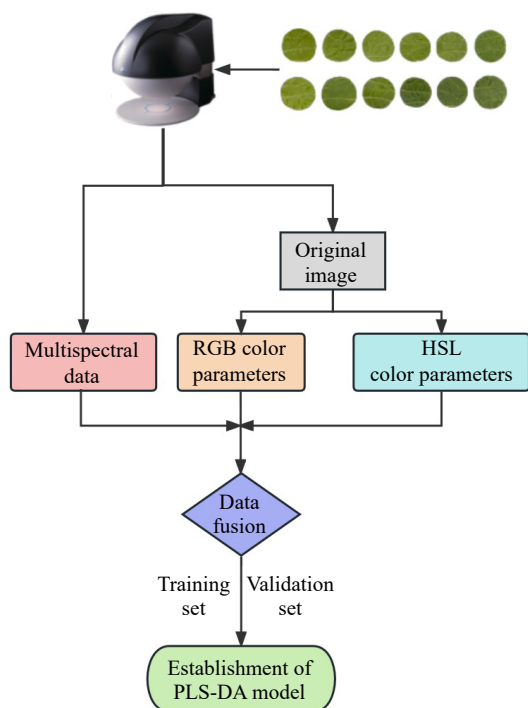 Original
image
Multispectral
data
RGB color
parameters
HSL
color parameters
Data
fusion
Training
set
Validation
set
Establishment of
PLS-DA model